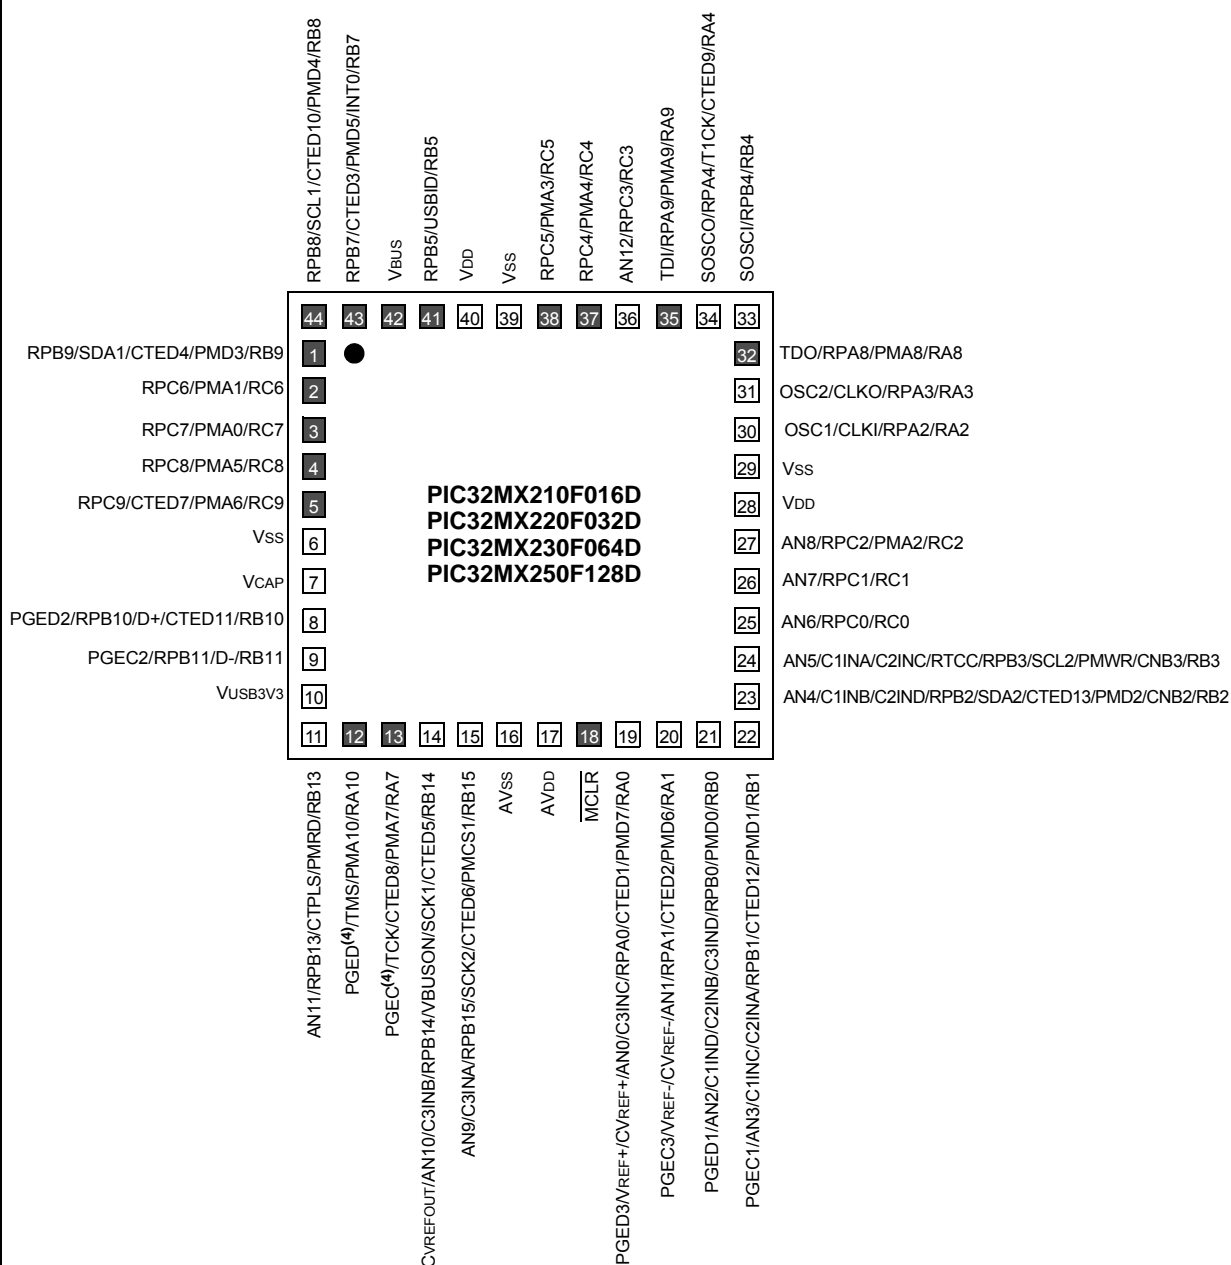 RPB8/SCL1/CTED10/PMD4/RB8
RPB7/CTED3/PMD5/INT0/RB7
VBUS
RPB5/USBID/RB5
VDD
VSS
RPC5/PMA3/RC5
RPC4/PMA4/RC4
AN12/RPC3/RC3
TDI/RPA9/PMA9/RA9
SOSCO/RPA4/T1CK/CTED9/RA4
SOSCI/RPB4/RB4
44 43 42 41 40 39 38 37 36 35 34 33
RPB9/SDA1/CTED4/PMD3/RB9 1
RPC6/PMA1/RC6 2
RPC7/PMA0/RC7 3
RPC8/PMA5/RC8 4
RPC9/CTED7/PMA6/RC9 5
VSS 6
VCAP 7
PGED2/RPB10/D+/CTED11/RB10 8
PGEC2/RPB11/D-/RB11 9
VUSB3V3 10
PIC32MX210F016D
PIC32MX220F032D
PIC32MX230F064D
PIC32MX250F128D
32 TDO/RPA8/PMA8/RA8
31 OSC2/CLKO/RPA3/RA3
30 OSC1/CLKI/RPA2/RA2
29 VSS
28 VDD
27 AN8/RPC2/PMA2/RC2
26 AN7/RPC1/RC1
25 AN6/RPC0/RC0
24 AN5/C1INA/C2INC/RTCC/RPB3/SCL2/PMWR/CNB3/RB3
23 AN4/C1INB/C2IND/RPB2/SDA2/CTED13/PMD2/CNB2/RB2
11 12 13 14 15 16 17 18 19 20 21 22
AN11/RPB13/CTPLS/PMRD/RB13
PGED(4)/TMS/PMA10/RA10
PGEC(4)/TCK/CTED8/PMA7/RA7
CVREFOUT/AN10/C3INB/RPB14/VBUSON/SCK1/CTED5/RB14
AN9/C3INA/RPB15/SCK2/CTED6/PMCS1/RB15
AVSS
AVDD
MCLR
PGED3/VREF+/CVREF+/AN0/C3INC/RPA0/CTED1/PMD7/RA0
PGEC3/VREF-/CVREF-/AN1/RPA1/CTED2/PMD6/RA1
PGED1/AN2/C1IND/C2INB/C3IND/RPB0/PMD0/RB0
PGEC1/AN3/C1INC/C2INA/RPB1/CTED12/PMD1/RB1